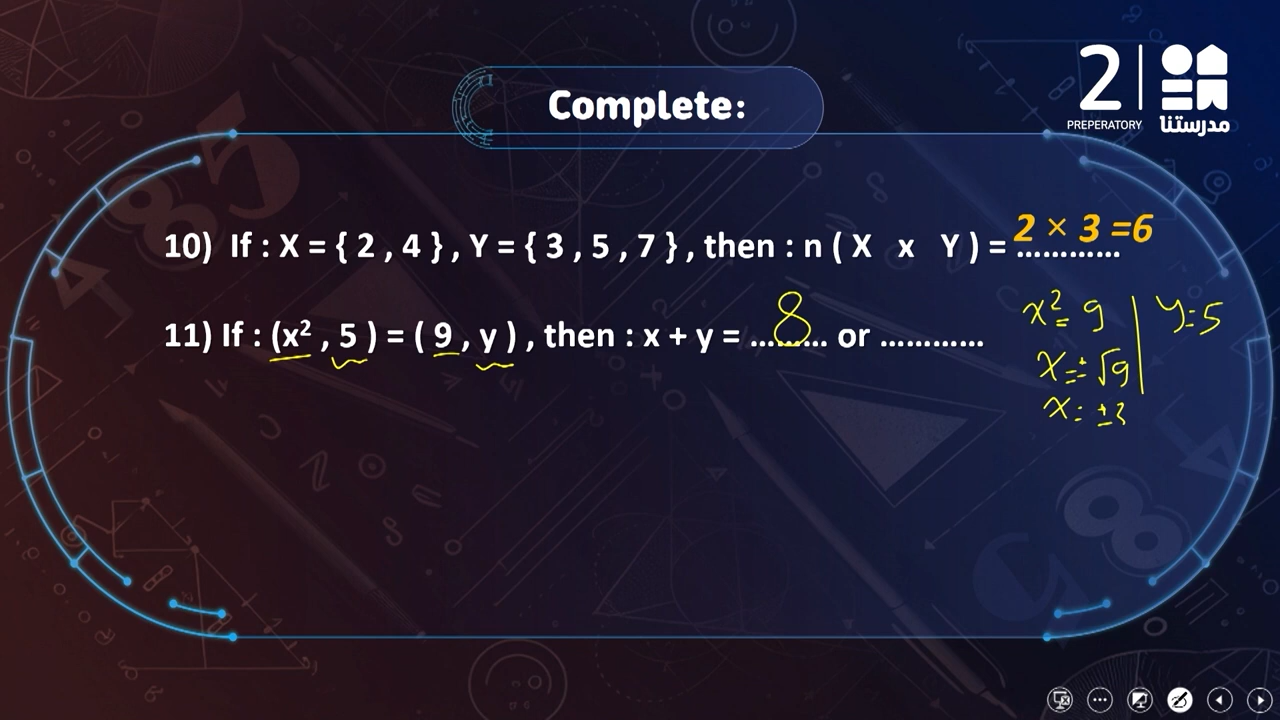 2
PREPERATORY
مدرستنا
Complete:
10) If : X = { 2 , 4 } , Y = { 3 , 5 , 7 } , then : n ( X x Y ) = ............ 2 × 3 =6
11) If : (x² , 5 ) = ( 9 , y ) , then : x + y = ......... 8 or ............
x² = 9
y = 5
x = ± √9
x = ±3